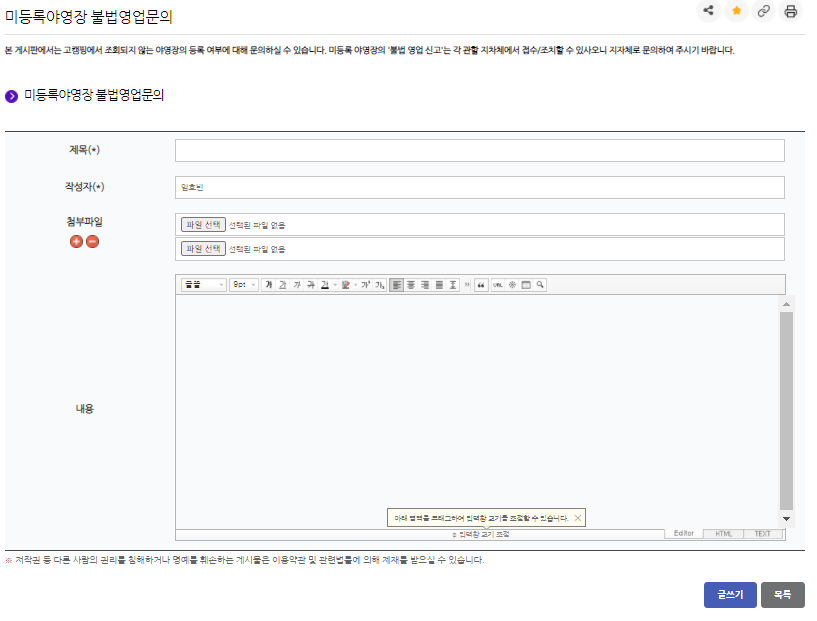 미등록야영장 불법영업문의
본 게시판에서는 고캠핑에서 조회되지 않는 야영장의 등록 여부에 대해 문의하실 수 있습니다. 미등록 야영장의 '불법 영업 신고'는 각 관할 지차체에서 접수/조치할 수 있사오니 지자체로 문의하여 주시기 바랍니다.
미등록야영장 불법영업문의
제목(*)
작성자(*) 임효빈
첨부파일
파일 선택 선택된 파일 없음
파일 선택 선택된 파일 없음
글꼴 9pt 가 가 가 가 가 가 가 URL
내용
아래 영역을 드래그하여 입력창 크기를 조절할 수 있습니다.
입력창 크기 조절
Editor HTML TEXT
※ 저작권 등 다른 사람의 권리를 침해하거나 명예를 훼손하는 게시물은 이용약관 및 관련법률에 의해 제재를 받으실 수 있습니다.
글쓰기 목록